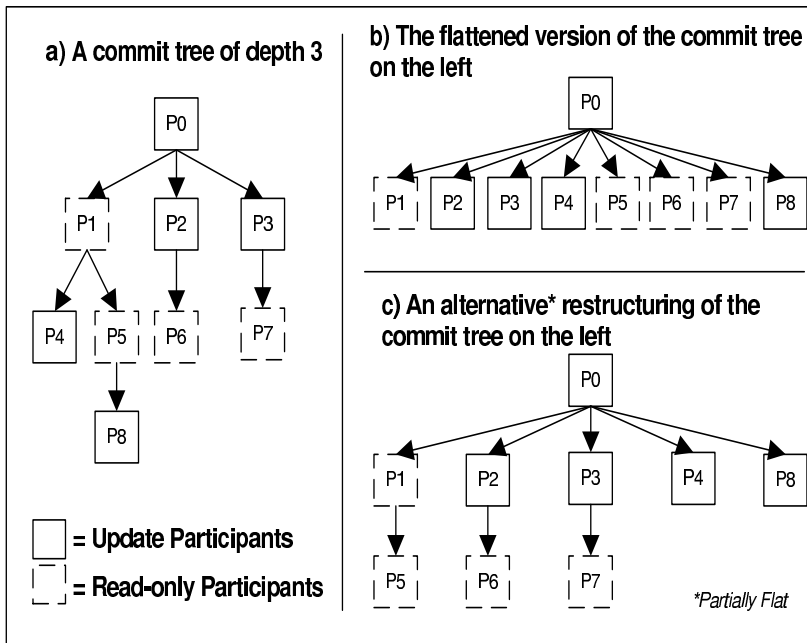 a) A commit tree of depth 3
P0
P1
P2
P3
P4
P5
P6
P7
P8
= Update Participants
= Read-only Participants
b) The flattened version of the commit tree
on the left
P0
P1
P2
P3
P4
P5
P6
P7
P8
c) An alternative* restructuring of the
commit tree on the left
P0
P1
P2
P3
P4
P8
P5
P6
P7
*Partially Flat